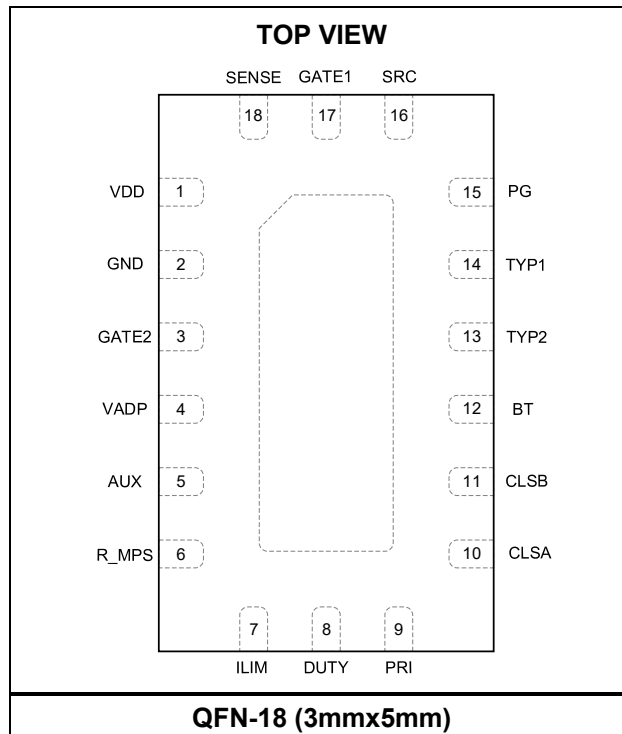 TOP VIEW
SENSE GATE1 SRC
18 17 16
VDD 1 15 PG
GND 2 14 TYP1
GATE2 3 13 TYP2
VADP 4 12 BT
AUX 5 11 CLSB
R_MPS 6 10 CLSA
7 8 9
ILIM DUTY PRI
QFN-18 (3mmx5mm)